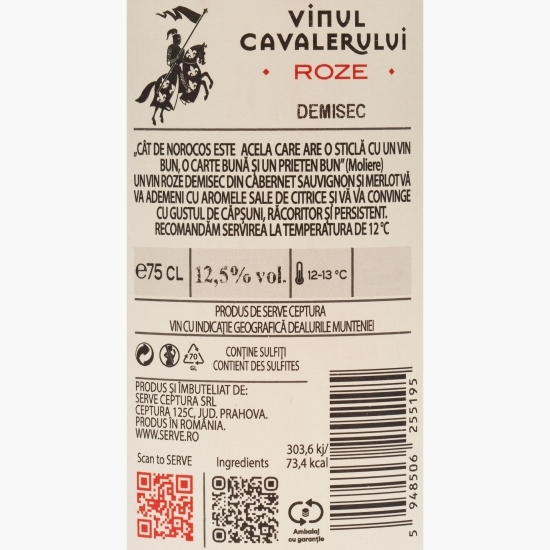 VINUL
CAVALERULUI
ROZE
DEMISEC
„CÂT DE NOROCOS ESTE ACELA CARE ARE O STICLĂ CU UN VIN
BUN, O CARTE BUNĂ ȘI UN PRIETEN BUN” (Moliere)
UN VIN ROZE DEMISEC DIN CABERNET SAUVIGNON ȘI MERLOT VĂ
VA ADEMENI CU AROMELE SALE DE CITRICE ȘI VĂ VA CONVINGE
CU GUSTUL DE CĂPȘUNI, RĂCORITOR ȘI PERSISTENT.
RECOMANDĂM SERVIREA LA TEMPERATURA DE 12 °C
℮75 CL 12,5% vol. 12-13 °C
PRODUS DE SERVE CEPTURA
VIN CU INDICAȚIE GEOGRAFICĂ DEALURILE MUNTENIEI
70
GL
CONȚINE SULFIȚI
CONTIENT DES SULFITES
PRODUS ȘI ÎMBUTELIAT DE:
SERVE CEPTURA SRL
CEPTURA 125C, JUD. PRAHOVA.
PRODUS ÎN ROMÂNIA.
WWW.SERVE.RO
303,6 kj/
73,4 kcal
Scan to SERVE
Ingredients
Ambalaj
cu garanție
5 948506 255195